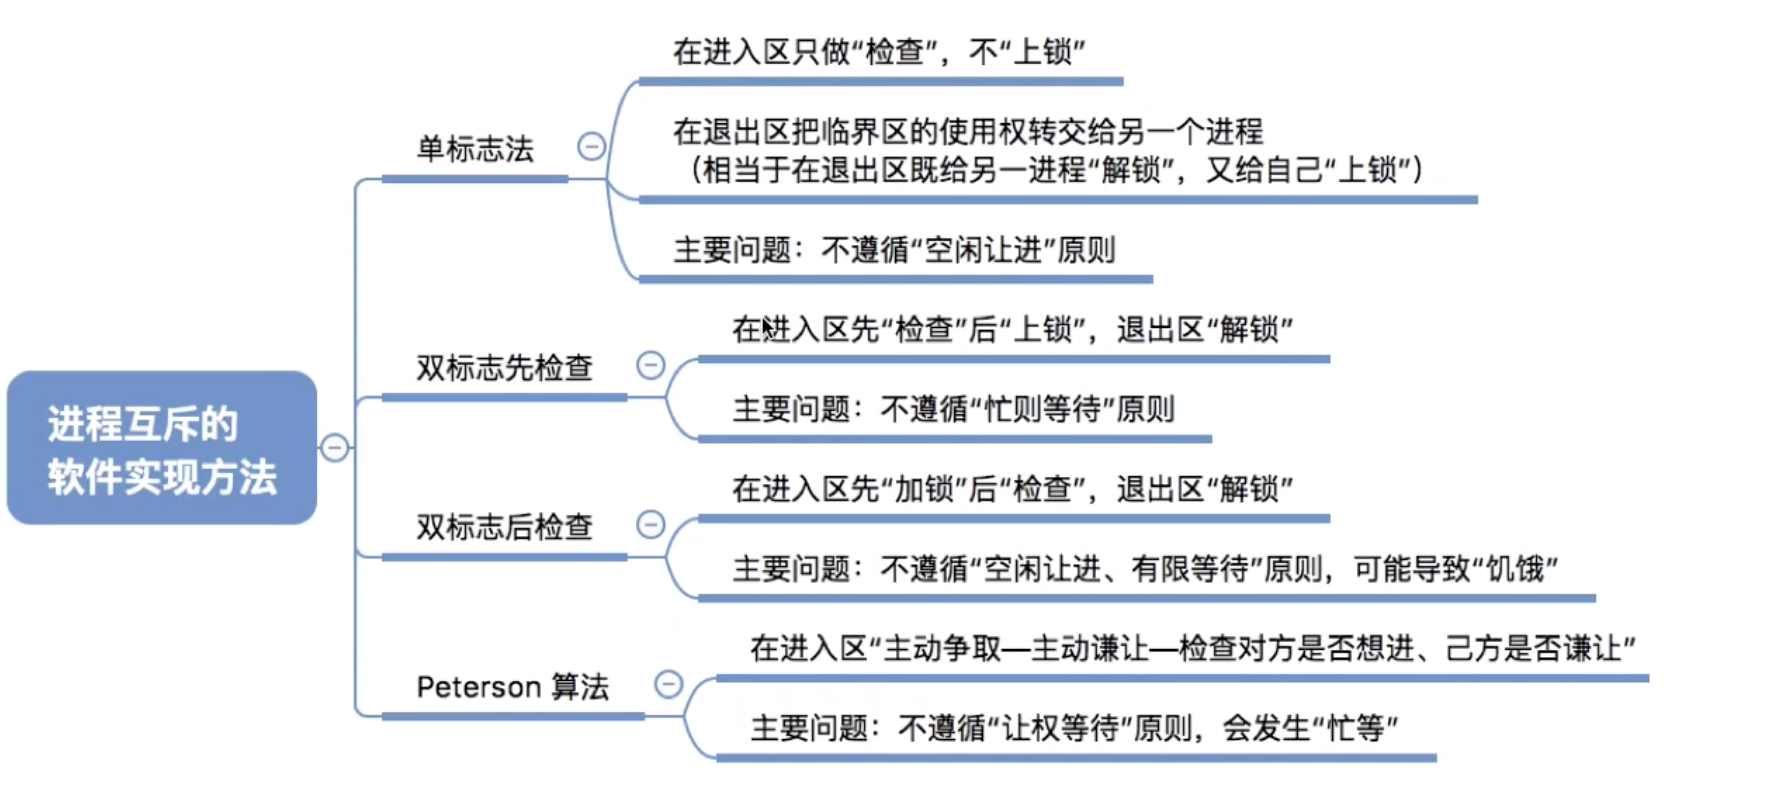 进程互斥的
软件实现方法
单标志法
在进入区只做“检查”，不“上锁”
在退出区把临界区的使用权转交给另一个进程
（相当于在退出区既给另一进程“解锁”，又给自己“上锁”）
主要问题：不遵循“空闲让进”原则
双标志先检查
在进入区先“检查”后“上锁”，退出区“解锁”
主要问题：不遵循“忙则等待”原则
双标志后检查
在进入区先“加锁”后“检查”，退出区“解锁”
主要问题：不遵循“空闲让进、有限等待”原则，可能导致“饥饿”
Peterson 算法
在进入区“主动争取—主动谦让—检查对方是否想进、己方是否谦让”
主要问题：不遵循“让权等待”原则，会发生“忙等”